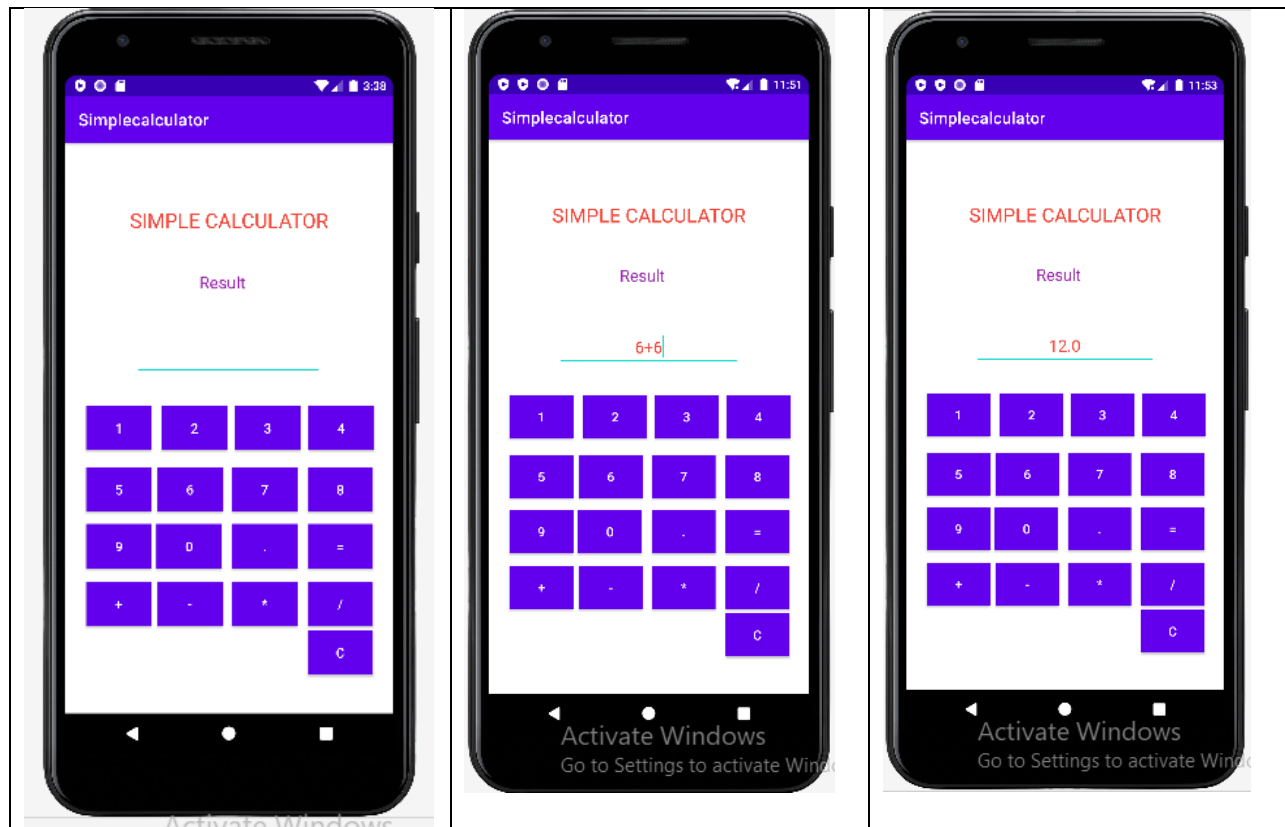 3:38
Simplecalculator
SIMPLE CALCULATOR
Result
1 2 3 4
5 6 7 8
9 0 . =
+ - * /
C
Activate Windows
11:51
Simplecalculator
SIMPLE CALCULATOR
Result
6+6
1 2 3 4
5 6 7 8
9 0 . =
+ - * /
C
Activate Windows
Go to Settings to activate Windo
11:53
Simplecalculator
SIMPLE CALCULATOR
Result
12.0
1 2 3 4
5 6 7 8
9 0 . =
+ - * /
C
Activate Windows
Go to Settings to activate Windo